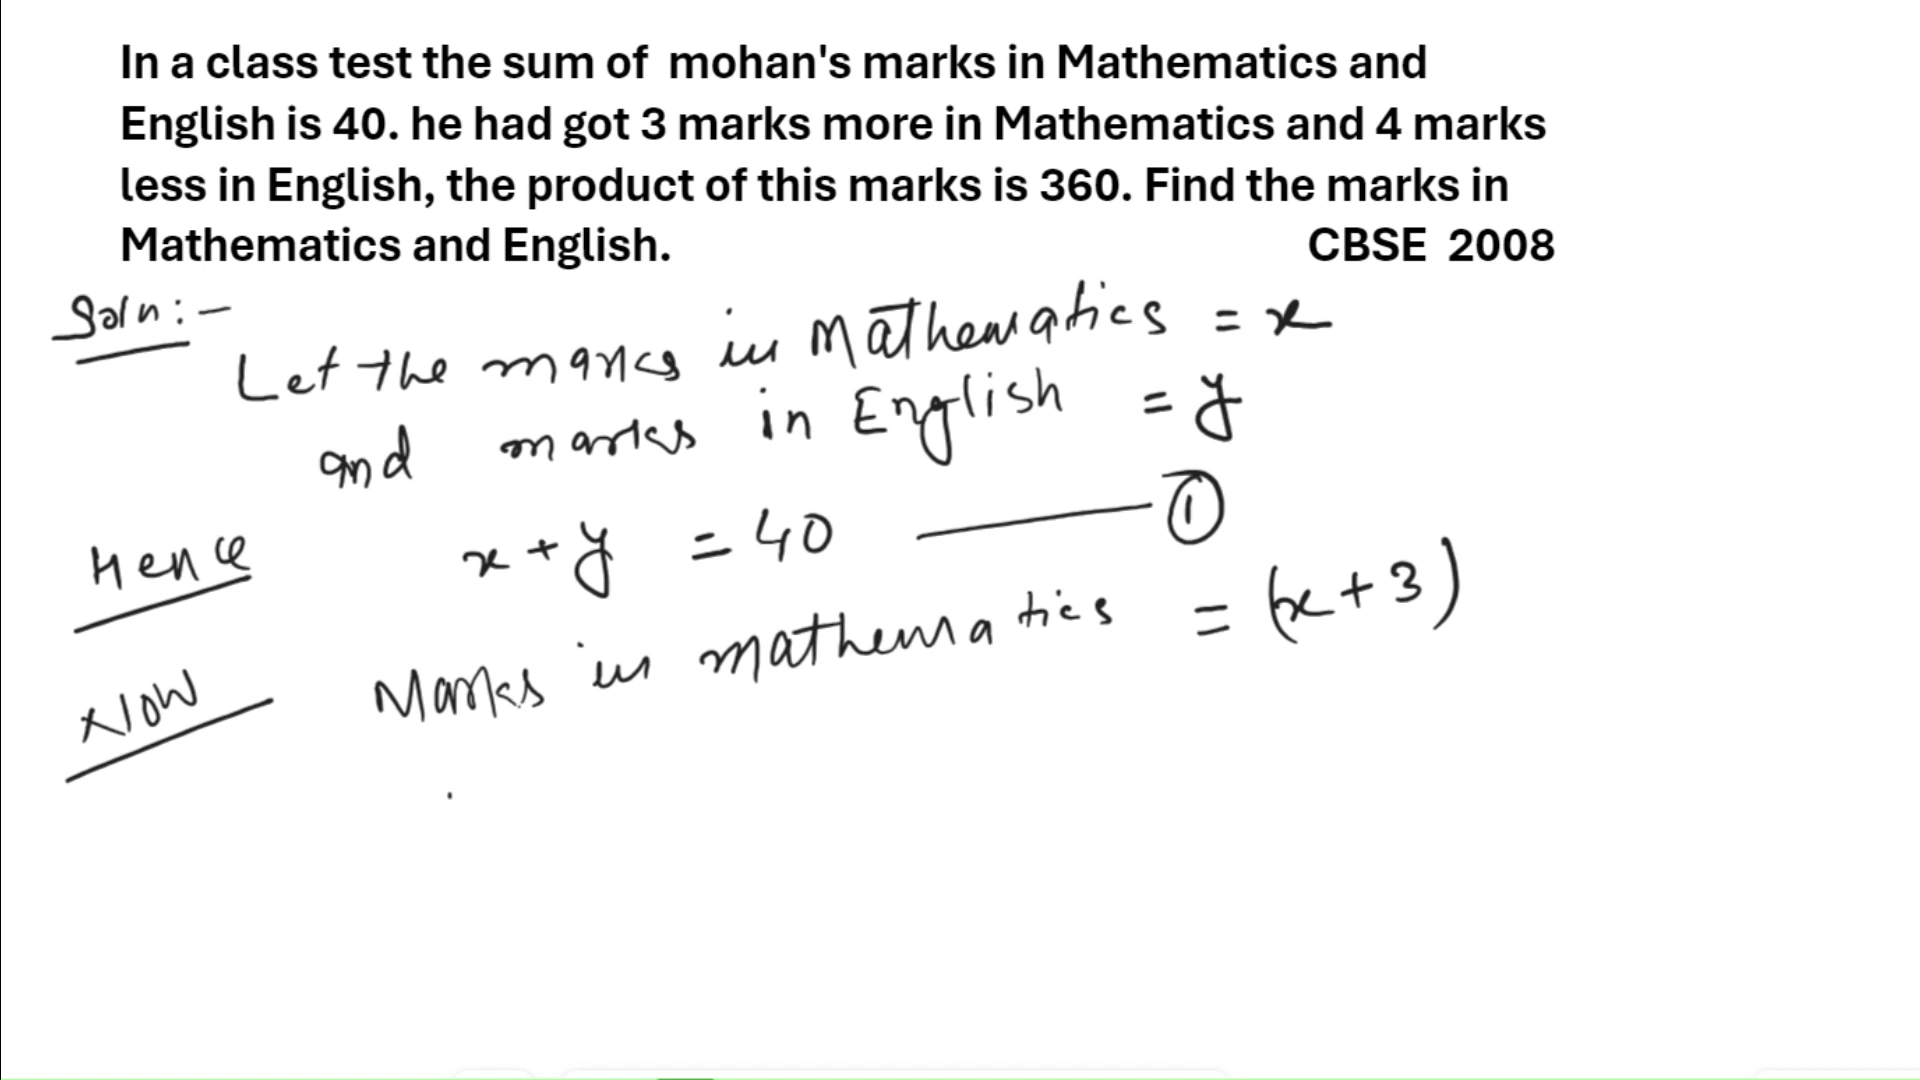 In a class test the sum of mohan's marks in Mathematics and
English is 40. he had got 3 marks more in Mathematics and 4 marks
less in English, the product of this marks is 360. Find the marks in
Mathematics and English. CBSE 2008
Soln:-
Let the marks in Mathematics = x
and marks in English = y
Hence x + y = 40 ——— ①
Now Marks in mathematics = (x+3)